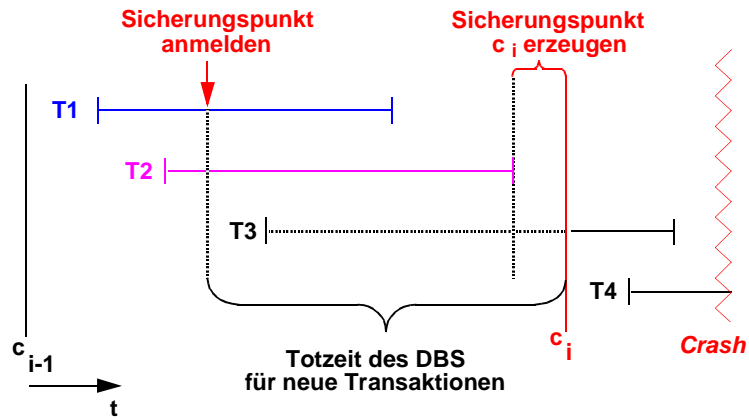 Sicherungspunkt
anmelden
Sicherungspunkt
c i erzeugen
T1
T2
T3
T4
c i-1
c i
Crash
Totzeit des DBS
für neue Transaktionen
t